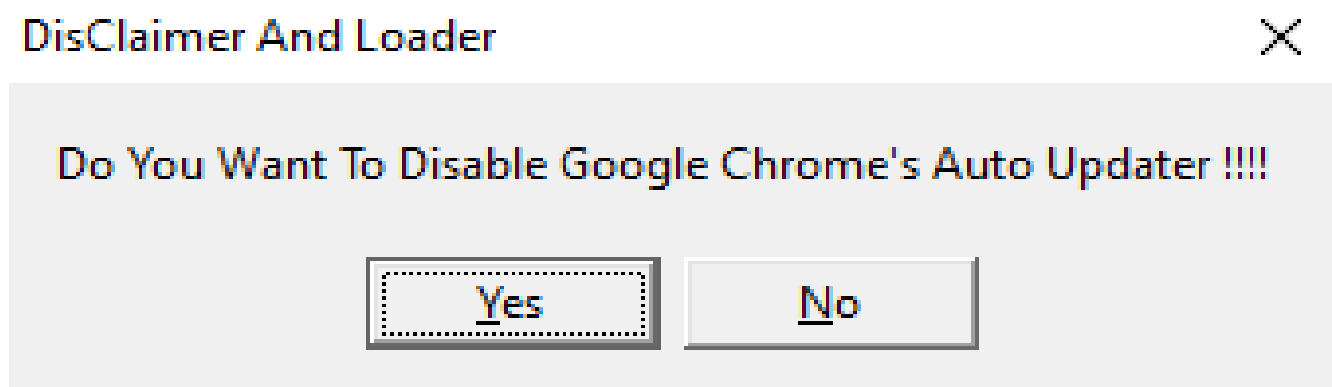 DisClaimer And Loader
Do You Want To Disable Google Chrome's Auto Updater !!!!
Yes No